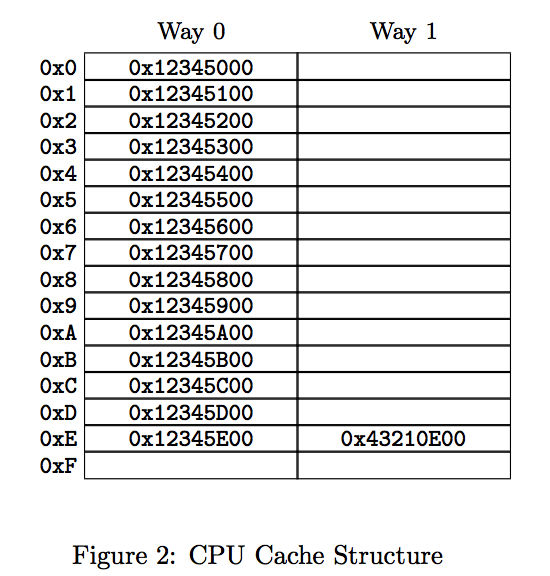 Way 0 Way 1
0x0 0x12345000
0x1 0x12345100
0x2 0x12345200
0x3 0x12345300
0x4 0x12345400
0x5 0x12345500
0x6 0x12345600
0x7 0x12345700
0x8 0x12345800
0x9 0x12345900
0xA 0x12345A00
0xB 0x12345B00
0xC 0x12345C00
0xD 0x12345D00
0xE 0x12345E00 0x43210E00
0xF
Figure 2: CPU Cache Structure